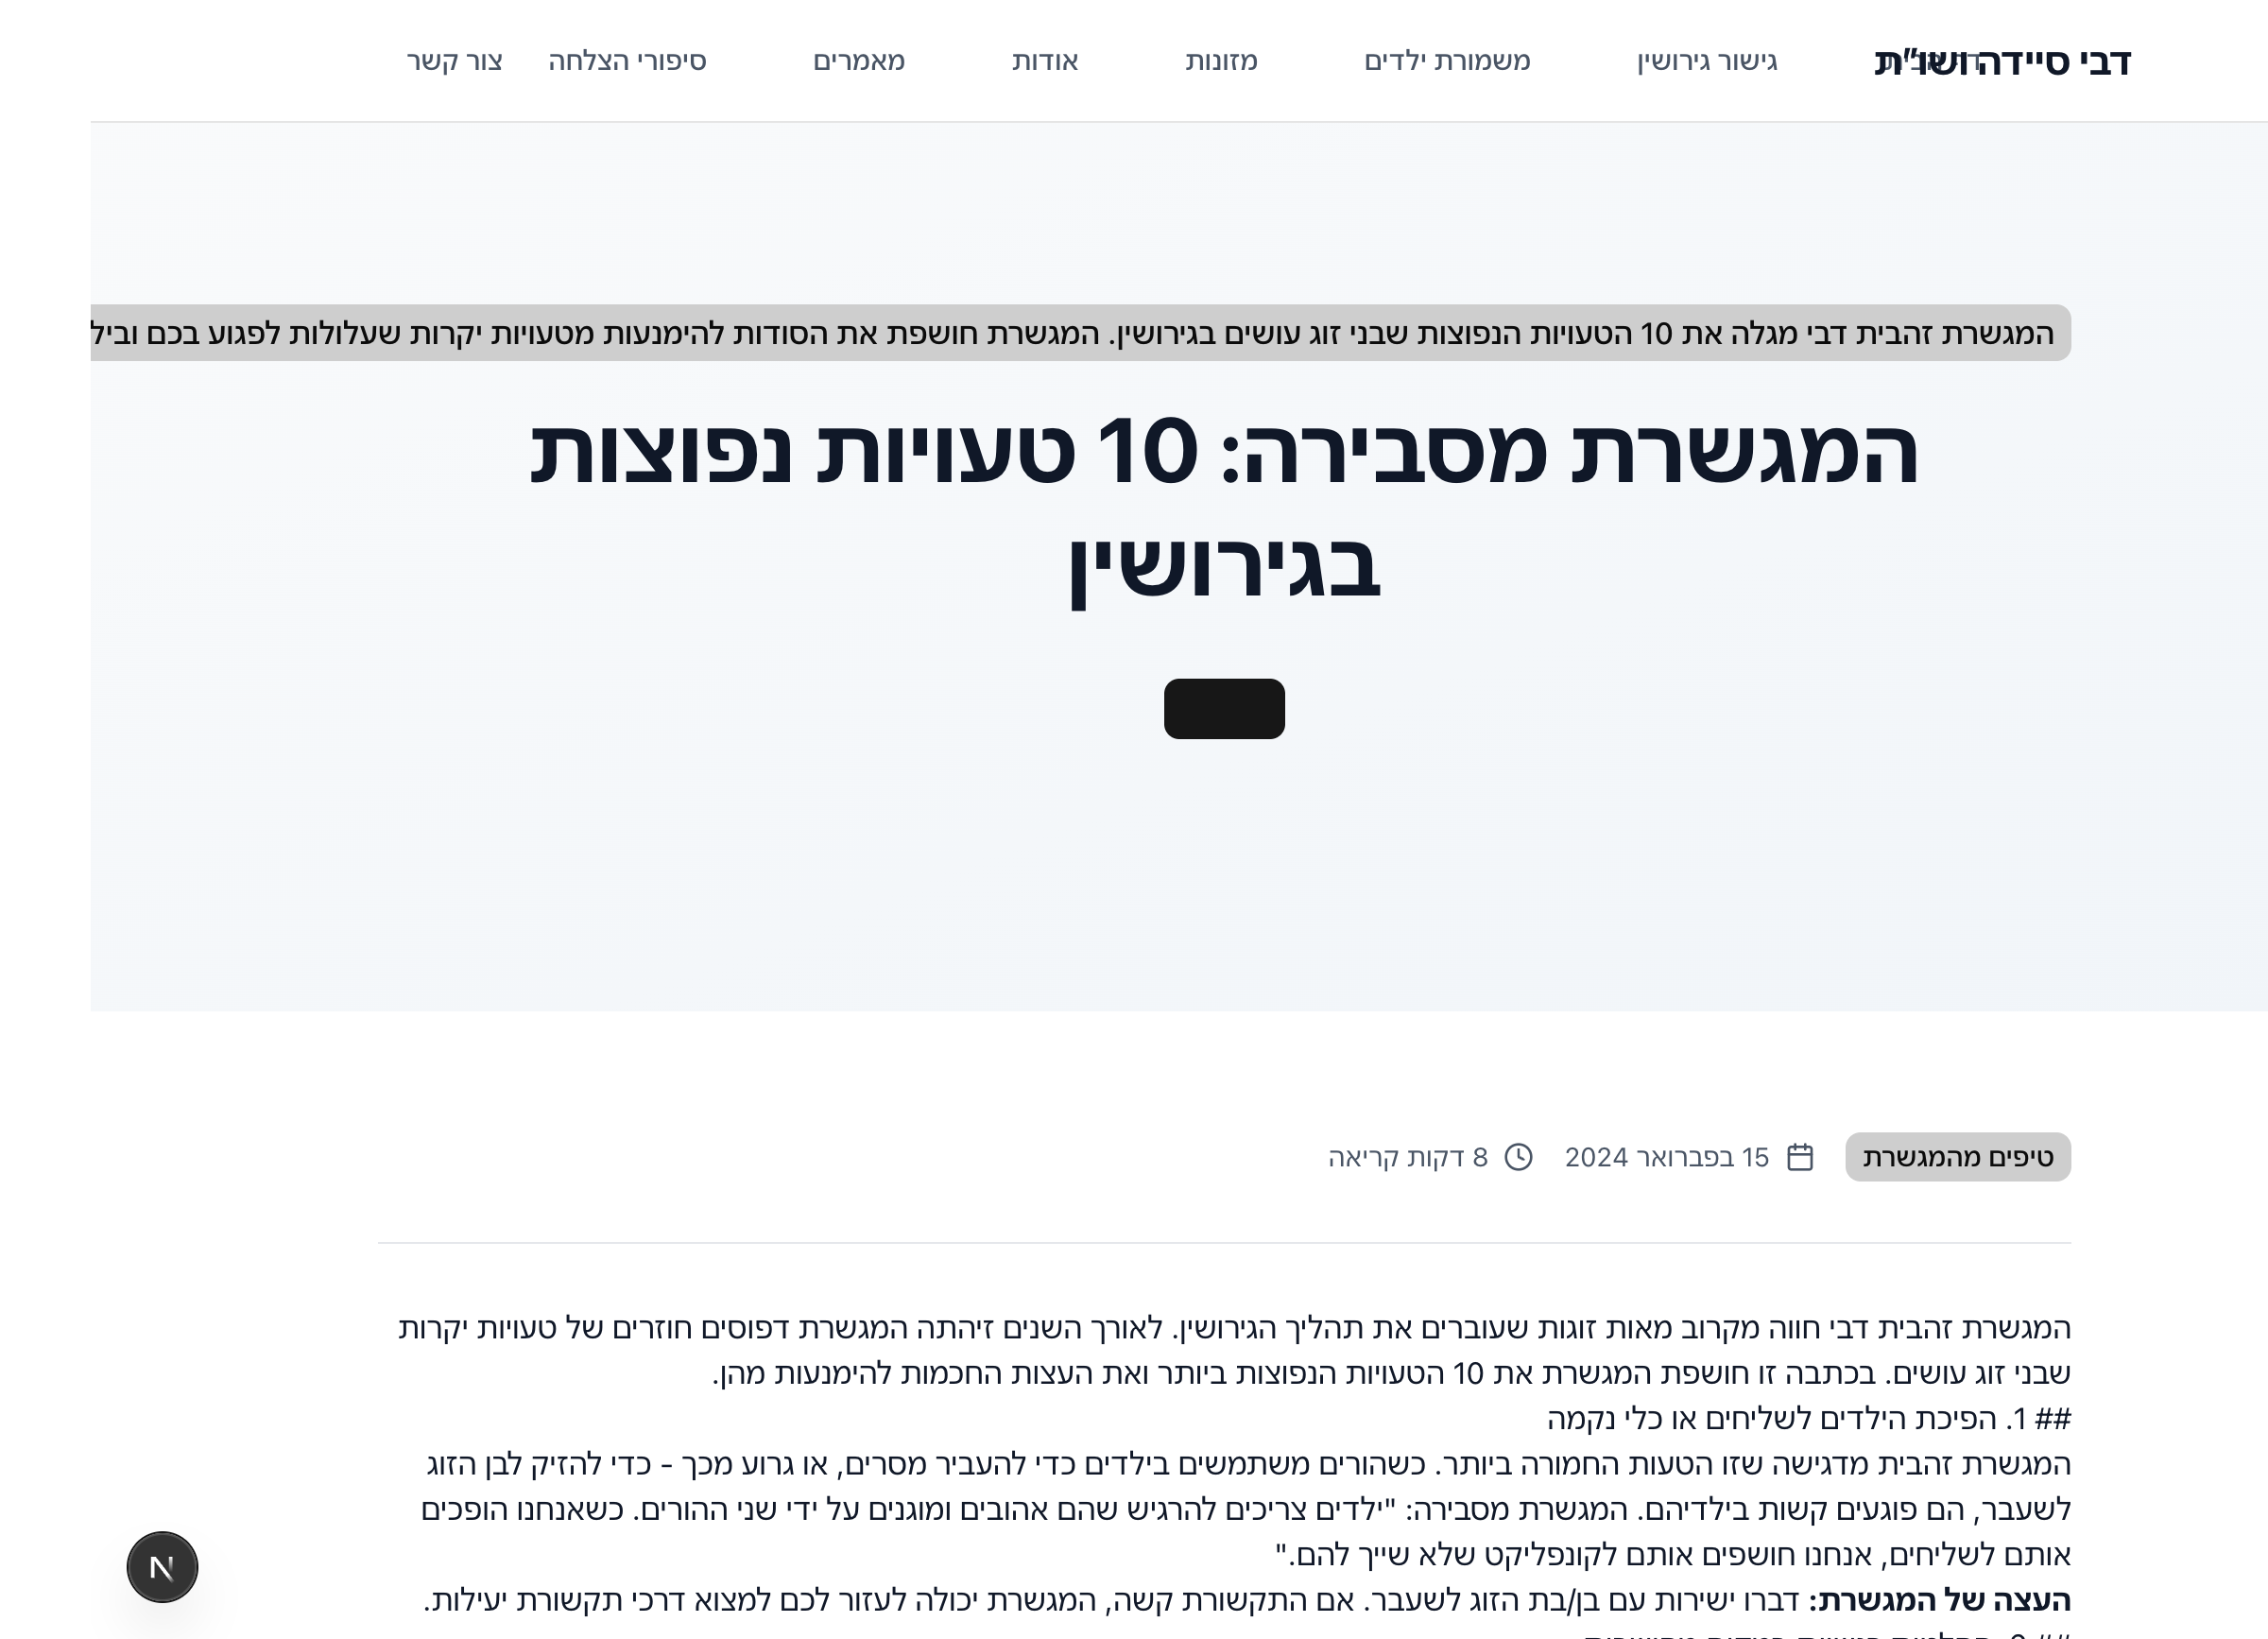 דבי סיידה ושו"ת
גישור גירושין
משמורת ילדים
מזונות
אודות
מאמרים
סיפורי הצלחה
צור קשר
המגשרת זהבית דבי מגלה את 10 הטעויות הנפוצות שבני זוג עושים בגירושין. המגשרת חושפת את הסודות להימנעות מטעויות יקרות שעלולות לפגוע בכם וביל
המגשרת מסבירה: 10 טעויות נפוצות
בגירושין
טיפים מהמגשרת
15 בפברואר 2024
8 דקות קריאה
המגשרת זהבית דבי חווה מקרוב מאות זוגות שעוברים את תהליך הגירושין. לאורך השנים זיהתה המגשרת דפוסים חוזרים של טעויות יקרות
שבני זוג עושים. בכתבה זו חושפת המגשרת את 10 הטעויות הנפוצות ביותר ואת העצות החכמות להימנעות מהן.
## 1. הפיכת הילדים לשליחים או כלי נקמה
המגשרת זהבית מדגישה שזו הטעות החמורה ביותר. כשהורים משתמשים בילדים כדי להעביר מסרים, או גרוע מכך - כדי להזיק לבן הזוג
לשעבר, הם פוגעים קשות בילדיהם. המגשרת מסבירה: "ילדים צריכים להרגיש שהם אהובים ומוגנים על ידי שני ההורים. כשאנחנו הופכים
אותם לשליחים, אנחנו חושפים אותם לקונפליקט שלא שייך להם."
העצה של המגשרת: דברו ישירות עם בן/בת הזוג לשעבר. אם התקשורת קשה, המגשרת יכולה לעזור לכם למצוא דרכי תקשורת יעילות.